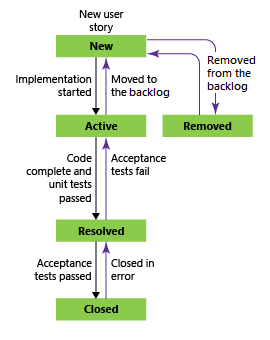 New user
story
New
Removed
from the
backlog
Implementation
started
Moved to
the backlog
Active
Removed
Code
complete and
unit tests
passed
Acceptance
tests fail
Resolved
Acceptance
tests passed
Closed in
error
Closed